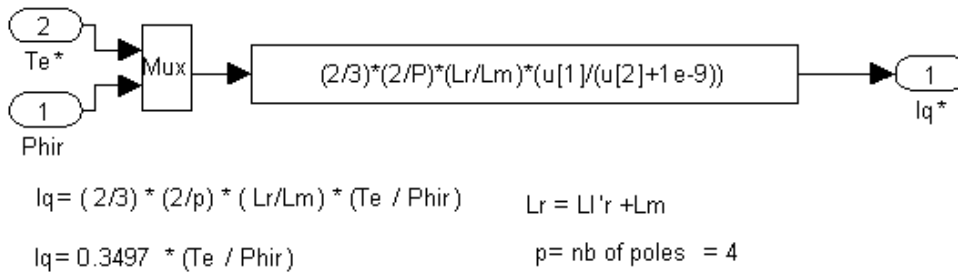 2
Te*
Mux
(2/3)*(2/P)*(Lr/Lm)*(u[1]/(u[2]+1e-9))
1
Iq*
1
Phir
Iq= ( 2/3) * (2/p) * ( Lr/Lm) * (Te / Phir)
Lr = Ll'r +Lm
Iq= 0.3497 * (Te / Phir)
p= nb of poles = 4